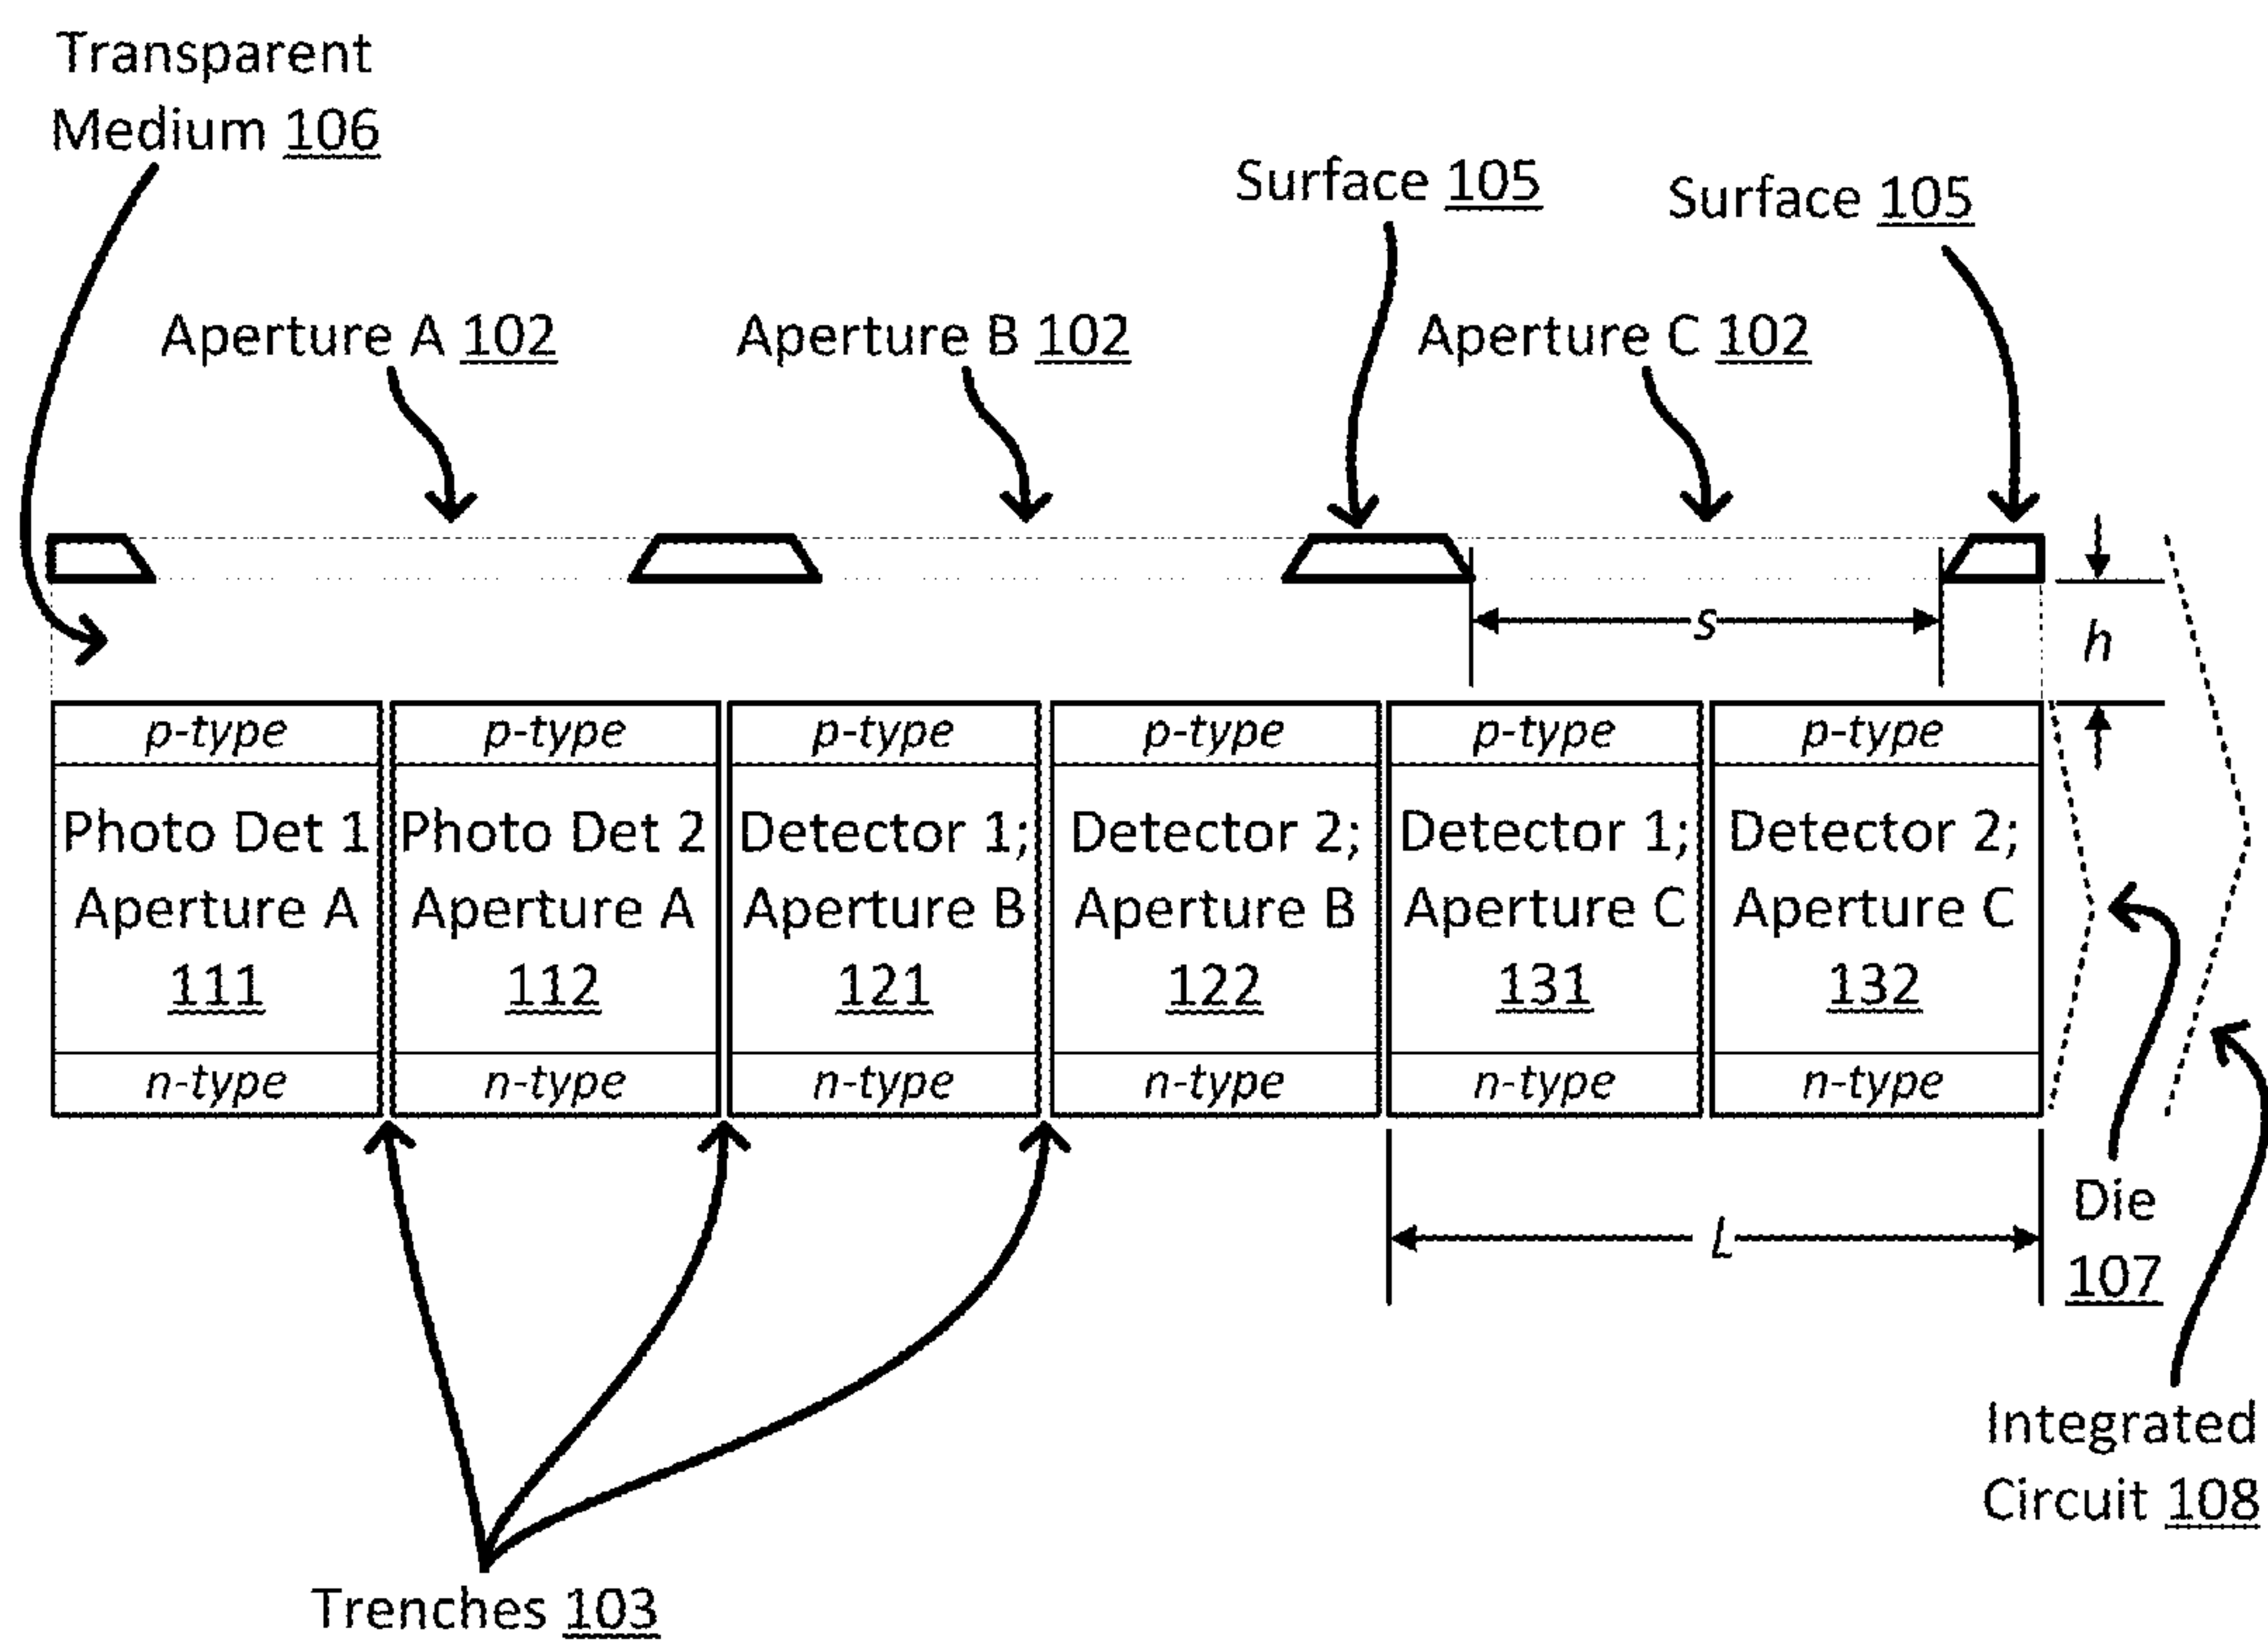 Transparent
Medium 106
Surface 105
Surface 105
Aperture A 102
Aperture B 102
Aperture C 102
s
h
p-type
p-type
p-type
p-type
p-type
p-type
Photo Det 1
Aperture A
111
Photo Det 2
Aperture A
112
Detector 1;
Aperture B
121
Detector 2;
Aperture B
122
Detector 1;
Aperture C
131
Detector 2;
Aperture C
132
n-type
n-type
n-type
n-type
n-type
n-type
L
Die
107
Integrated
Circuit 108
Trenches 103